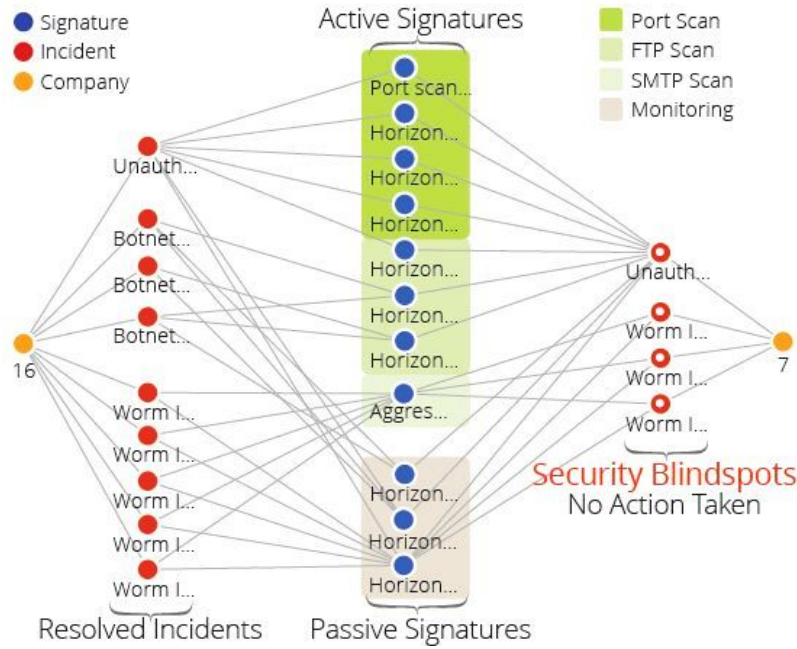 Active Signatures
Signature
Incident
Company
Port Scan
FTP Scan
SMTP Scan
Monitoring
Port scan...
Horizon...
Horizon...
Horizon...
Horizon...
Horizon...
Horizon...
Aggres...
Horizon...
Horizon...
Horizon...
Unauth...
Botnet...
Botnet...
Botnet...
16
Worm I...
Worm I...
Worm I...
Worm I...
Worm I...
Unauth...
Worm I...
Worm I...
Worm I...
7
Security Blindspots
No Action Taken
Resolved Incidents
Passive Signatures